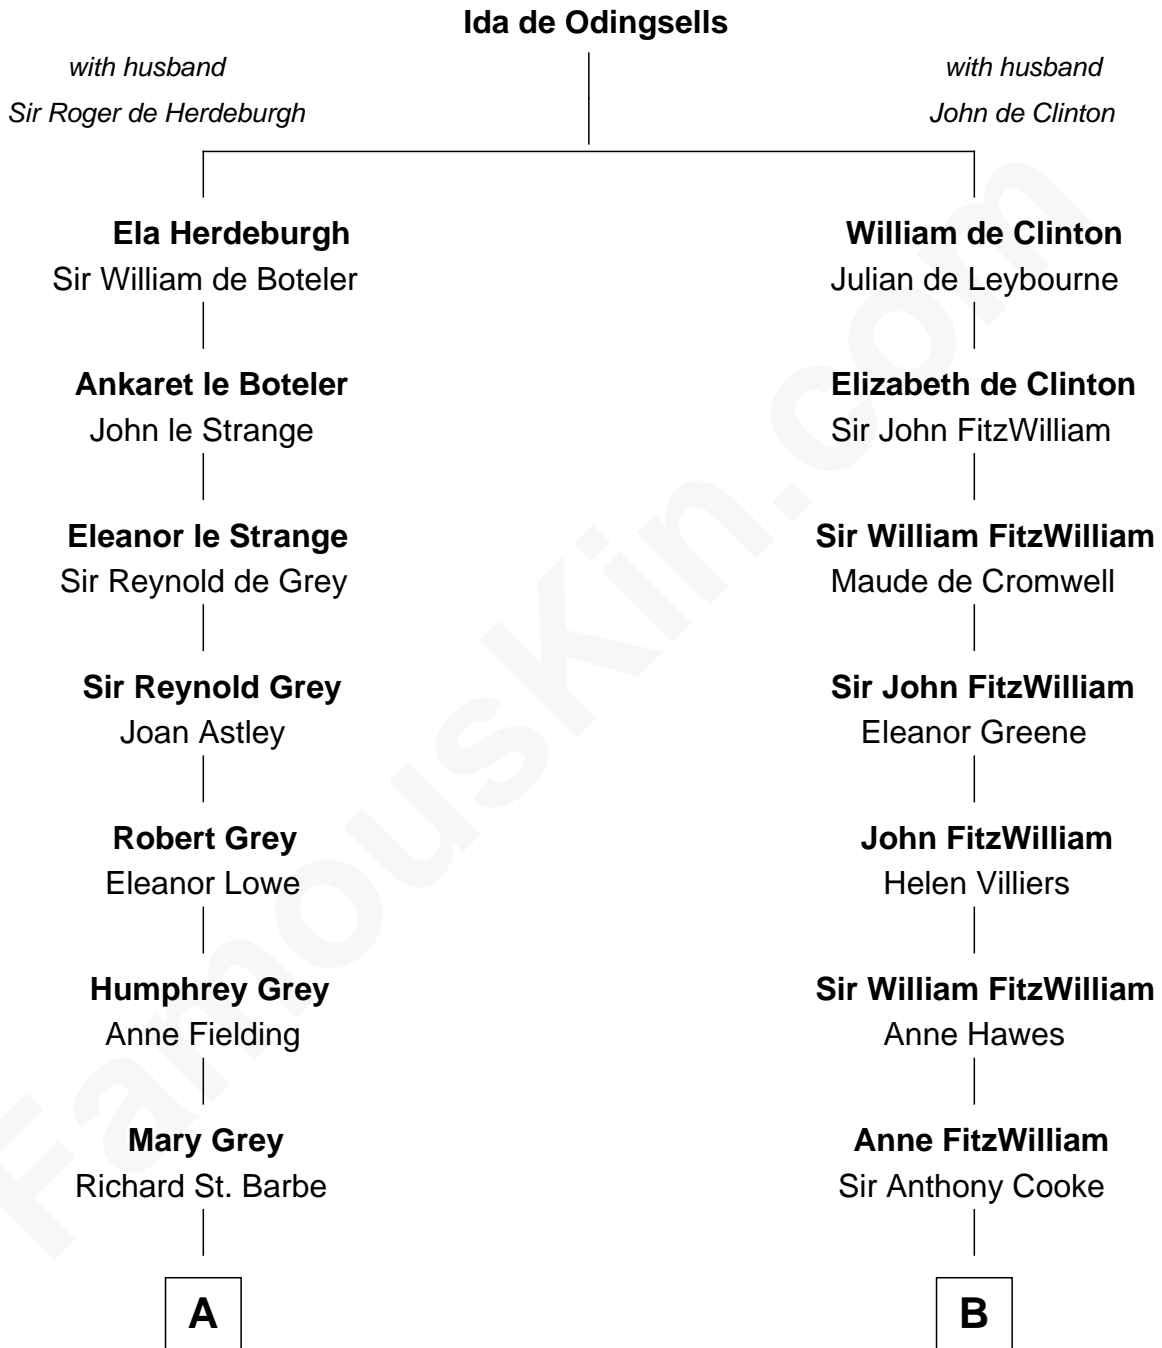 Ida de Odingsells
with husband
Sir Roger de Herdeburgh
with husband
John de Clinton
Ela Herdeburgh
Sir William de Boteler
Ankaret le Boteler
John le Strange
Eleanor le Strange
Sir Reynold de Grey
Sir Reynold Grey
Joan Astley
Robert Grey
Eleanor Lowe
Humphrey Grey
Anne Fielding
Mary Grey
Richard St. Barbe
A
William de Clinton
Julian de Leybourne
Elizabeth de Clinton
Sir John FitzWilliam
Sir William FitzWilliam
Maude de Cromwell
Sir John FitzWilliam
Eleanor Greene
John FitzWilliam
Helen Villiers
Sir William FitzWilliam
Anne Hawes
Anne FitzWilliam
Sir Anthony Cooke
B
FamousKin.com